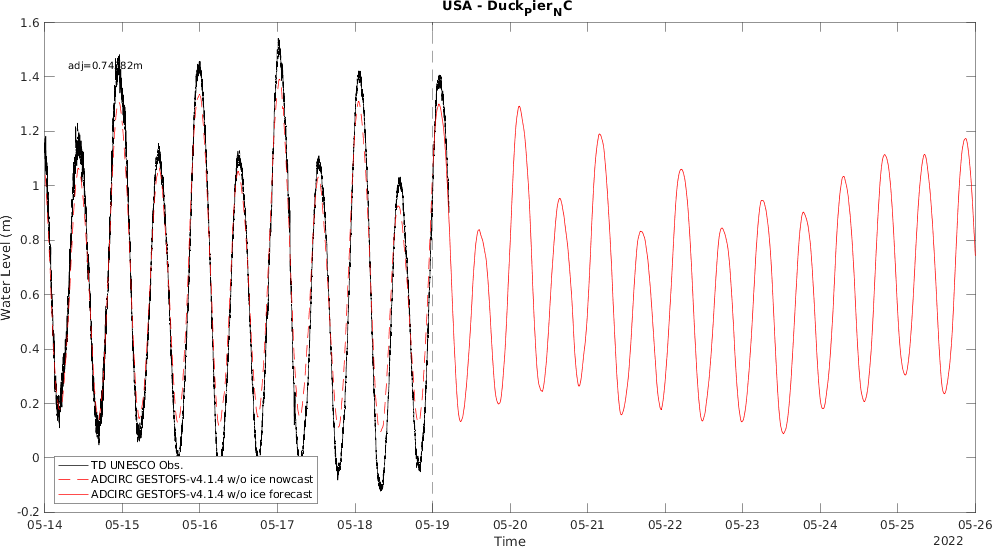 USA - Duck_Pier_NC
1.6
adj=0.74
82m
1.4
1.2
1
0.8
0.6
0.4
0.2
0
-0.2
Water Level (m)
TD UNESCO Obs.
ADCIRC GESTOFS-v4.1.4 w/o ice nowcast
ADCIRC GESTOFS-v4.1.4 w/o ice forecast
05-14 05-15 05-16 05-17 05-18 05-19 05-20 05-21 05-22 05-23 05-24 05-25 05-26
Time
2022